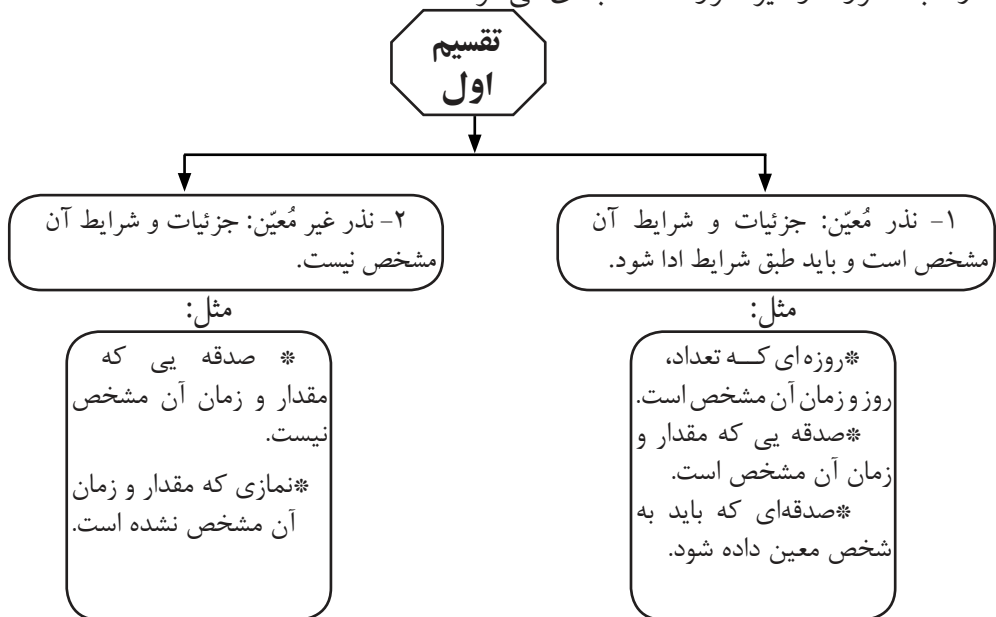 تقسیم
اول
۱- نذر مُعیّن: جزئیات و شرایط آن
مشخص است و باید طبق شرایط ادا شود.
مثل:
*روزه ای کـــه تعداد،
روز و زمان آن مشخص است.
*صدقه یی که مقدار و
زمان آن مشخص است.
*صدقه‌ای که باید به
شخص معین داده شود.
۲- نذر غیر مُعیّن: جزئیات و شرایط آن
مشخص نیست.
مثل:
* صدقه یی که
مقدار و زمان آن مشخص
نیست.
*نمازی که مقدار و زمان
آن مشخص نشده است.